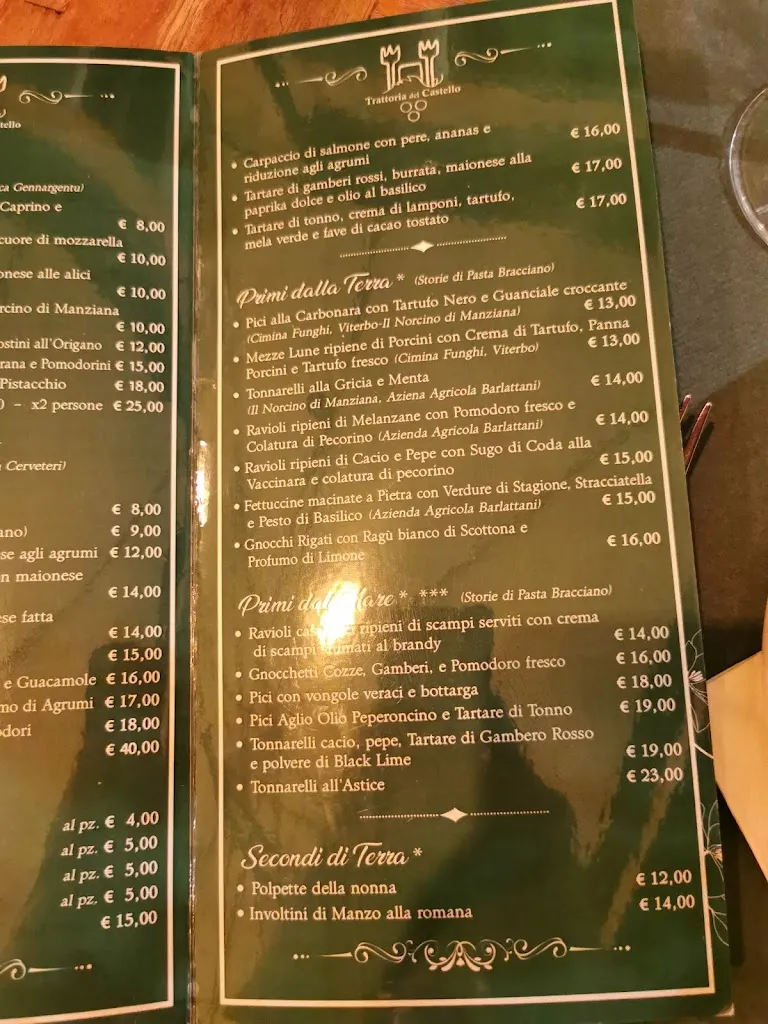 tello
ca Gennargentu)
Caprino e
€ 8,00
cuore di mozzarella
€ 10,00
onese alle alici
€ 10,00
orcino di Manziana
€ 10,00
ostini all'Origano € 12,00
rana e Pomodorini € 15,00
Pistacchio € 18,00
0 – x2 persone € 25,00
Cerveteri)
€ 8,00
ano) € 9,00
se agli agrumi € 12,00
n maionese
€ 14,00
ese fatta
€ 14,00
€ 15,00
e Guacamole € 16,00
mo di Agrumi € 17,00
odori € 18,00
€ 40,00
al pz. € 4,00
al pz. € 5,00
al pz. € 5,00
al pz. € 5,00
€ 15,00
Trattoria del Castello
• Carpaccio di salmone con pere, ananas e € 16,00
riduzione agli agrumi
• Tartare di gamberi rossi, burrata, maionese alla € 17,00
paprika dolce e olio al basilico
• Tartare di tonno, crema di lamponi, tartufo, € 17,00
mela verde e fave di cacao tostato
Primi dalla Terra * (Storie di Pasta Bracciano)
• Pici alla Carbonara con Tartufo Nero e Guanciale croccante
(Cimina Funghi, Viterbo-Il Norcino di Manziana) € 13,00
• Mezze Lune ripiene di Porcini con Crema di Tartufo, Panna
Porcini e Tartufo fresco (Cimina Funghi, Viterbo) € 13,00
• Tonnarelli alla Gricia e Menta
(Il Norcino di Manziana, Aziena Agricola Barlattani) € 14,00
• Ravioli ripieni di Melanzane con Pomodoro fresco e
Colatura di Pecorino (Azienda Agricola Barlattani) € 14,00
• Ravioli ripieni di Cacio e Pepe con Sugo di Coda alla
Vaccinara e colatura di pecorino € 15,00
• Fettuccine macinate a Pietra con Verdure di Stagione, Stracciatella
e Pesto di Basilico (Azienda Agricola Barlattani) € 15,00
• Gnocchi Rigati con Ragù bianco di Scottona e
Profumo di Limone € 16,00
Primi dal Mare * *** (Storie di Pasta Bracciano)
• Ravioli ripieni di scampi serviti con crema
di scampi al brandy € 14,00
• Gnocchetti Cozze, Gamberi, e Pomodoro fresco € 16,00
• Pici con vongole veraci e bottarga € 18,00
• Pici Aglio Olio Peperoncino e Tartare di Tonno € 19,00
• Tonnarelli cacio, pepe, Tartare di Gambero Rosso
e polvere di Black Lime € 19,00
• Tonnarelli all'Astice € 23,00
Secondi di Terra *
• Polpette della nonna € 12,00
• Involtini di Manzo alla romana € 14,00